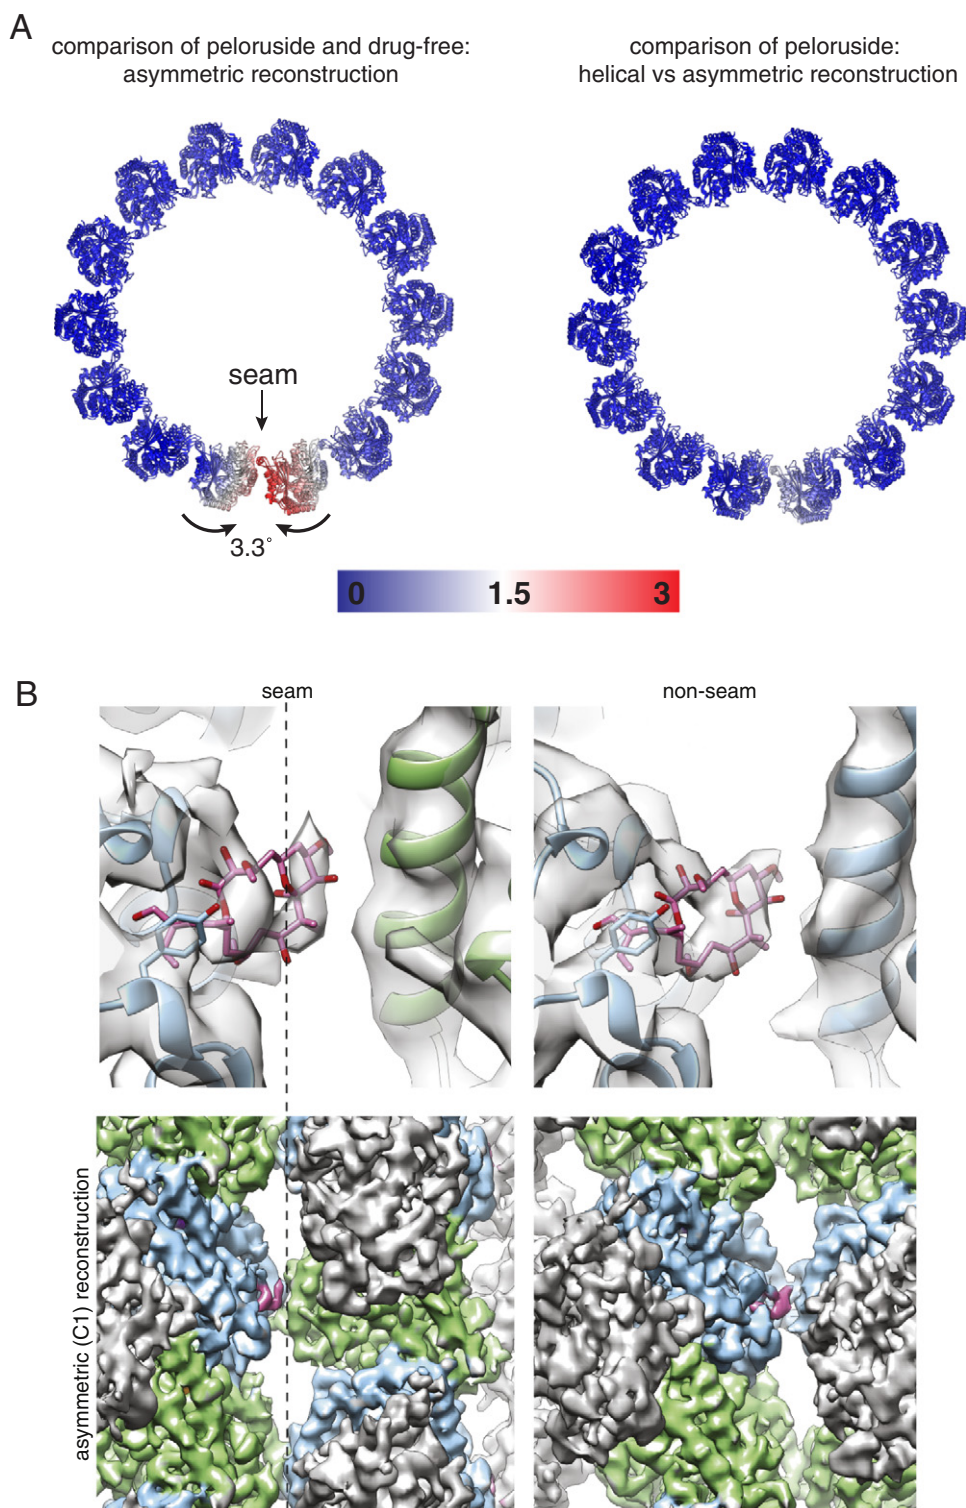 A
comparison of peloruside and drug-free:
asymmetric reconstruction
comparison of peloruside:
helical vs asymmetric reconstruction
seam
3.3°
0 1.5 3
B
seam
non-seam
asymmetric (C1) reconstruction